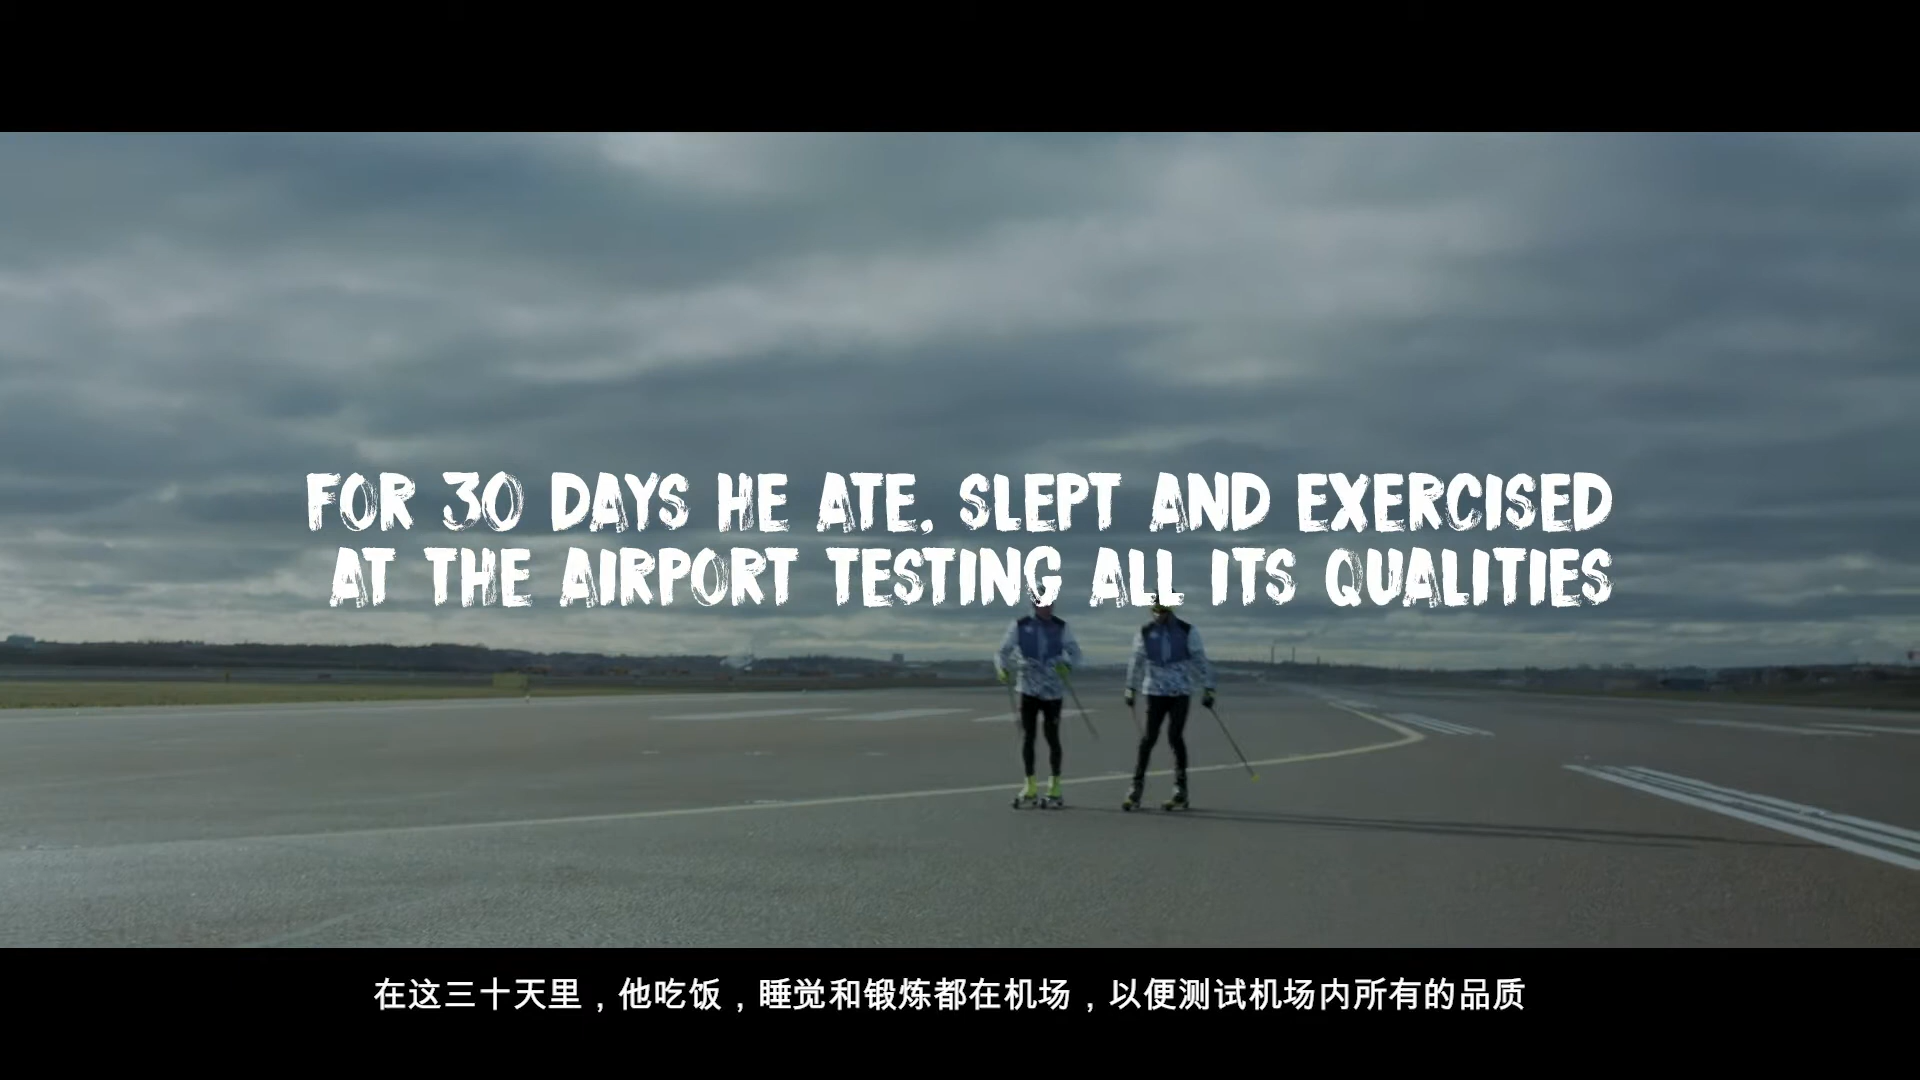 FOR 30 DAYS HE ATE, SLEPT AND EXERCISED
AT THE AIRPORT TESTING ALL ITS QUALITIES
在这三十天里，他吃饭，睡觉和锻炼都在机场，以便测试机场内所有的品质